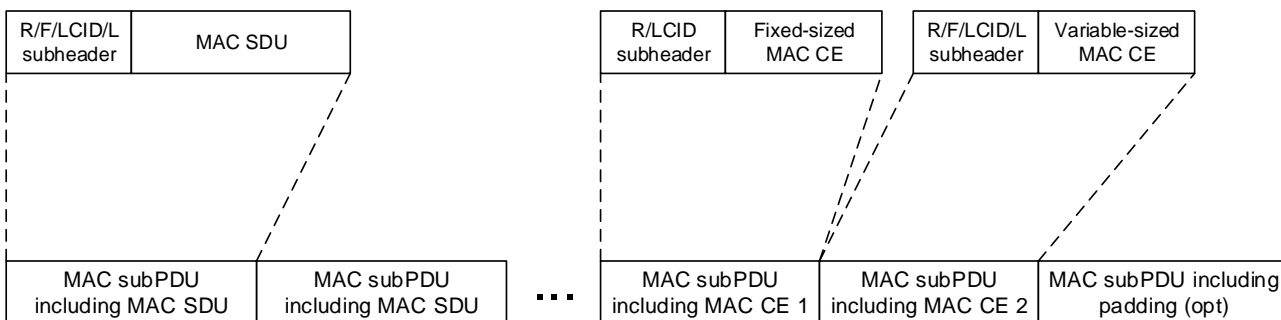 R/F/LCID/L
subheader
MAC SDU
R/LCID
subheader
Fixed-sized
MAC CE
R/F/LCID/L
subheader
Variable-sized
MAC CE
MAC subPDU
including MAC SDU
MAC subPDU
including MAC SDU
...
MAC subPDU
including MAC CE 1
MAC subPDU
including MAC CE 2
MAC subPDU including
padding (opt)